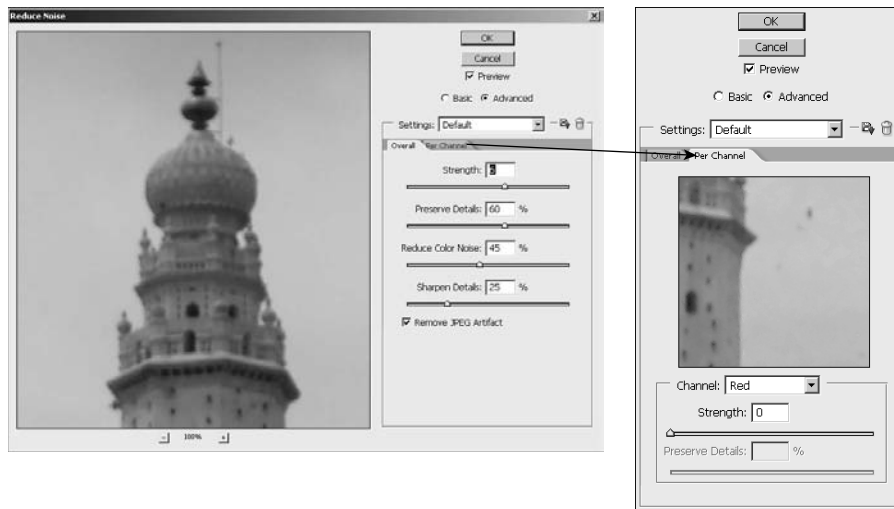 Reduce Noise
OK
Cancel
Preview
Basic Advanced
Settings: Default
Overall Per Channel
Strength: 6
Preserve Details: 60 %
Reduce Color Noise: 45 %
Sharpen Details: 25 %
Remove JPEG Artifact
- 100% +
OK
Cancel
Preview
Basic Advanced
Settings: Default
Overall Per Channel
Channel: Red
Strength: 0
Preserve Details: %